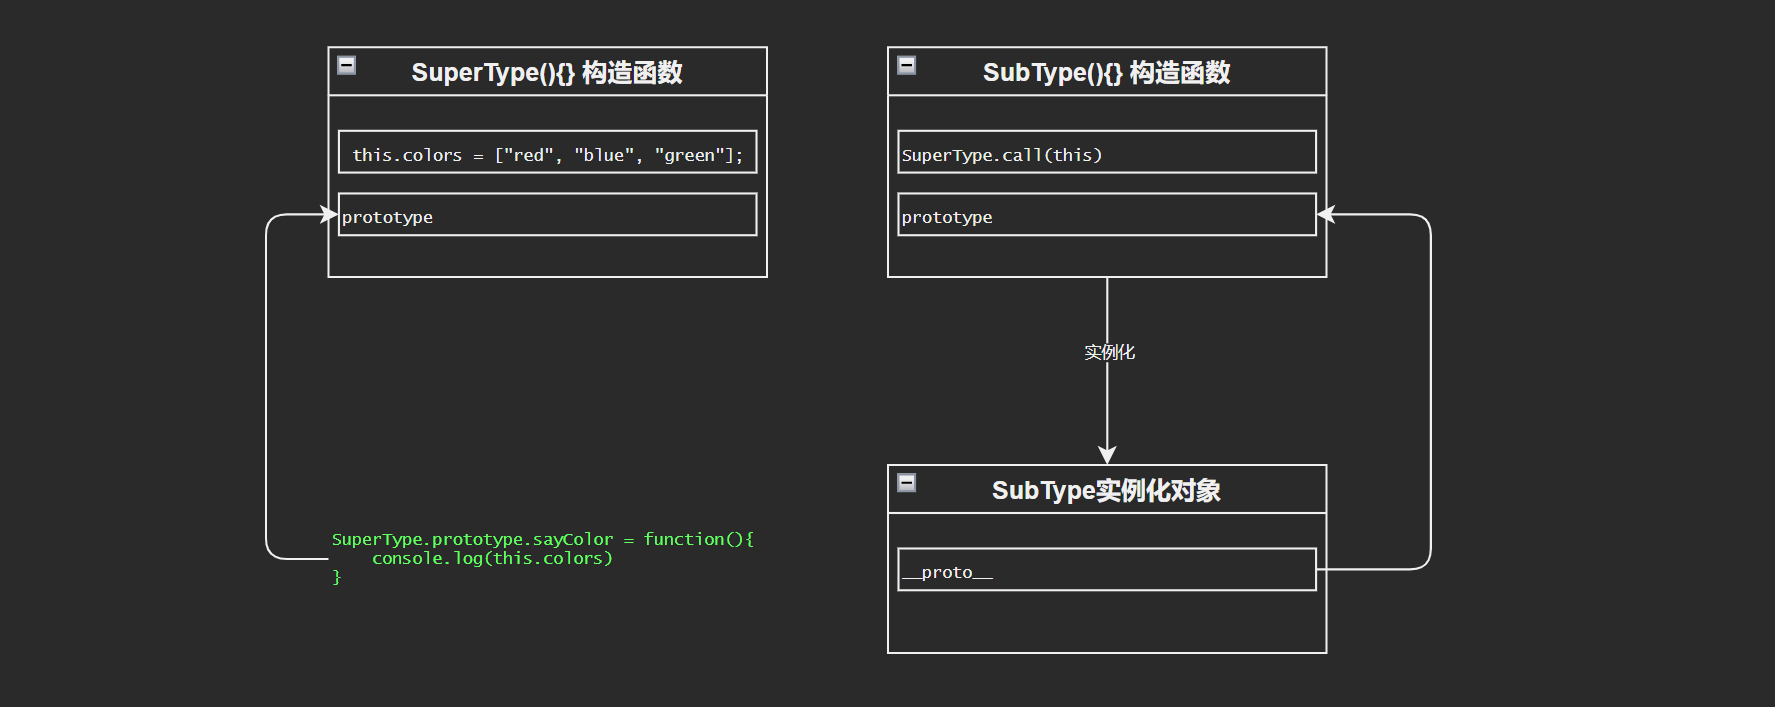 SuperType(){} 构造函数
this.colors = ["red", "blue", "green"];
prototype
SubType(){} 构造函数
SuperType.call(this)
prototype
实例化
SuperType.prototype.sayColor = function(){
    console.log(this.colors)
}
SubType实例化对象
__proto__